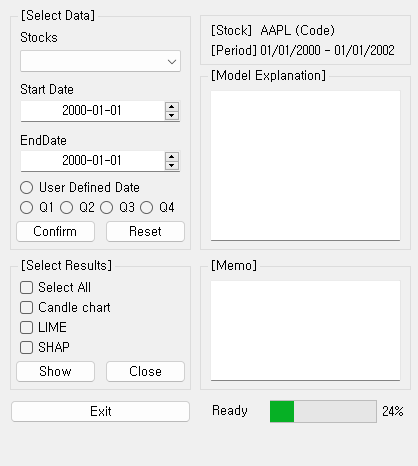 [Select Data]
Stocks
Start Date
2000-01-01
EndDate
2000-01-01
User Defined Date
Q1 Q2 Q3 Q4
Confirm Reset
[Select Results]
Select All
Candle chart
LIME
SHAP
Show Close
Exit
[Stock] AAPL (Code)
[Period] 01/01/2000 - 01/01/2002
[Model Explanation]
[Memo]
Ready 24%